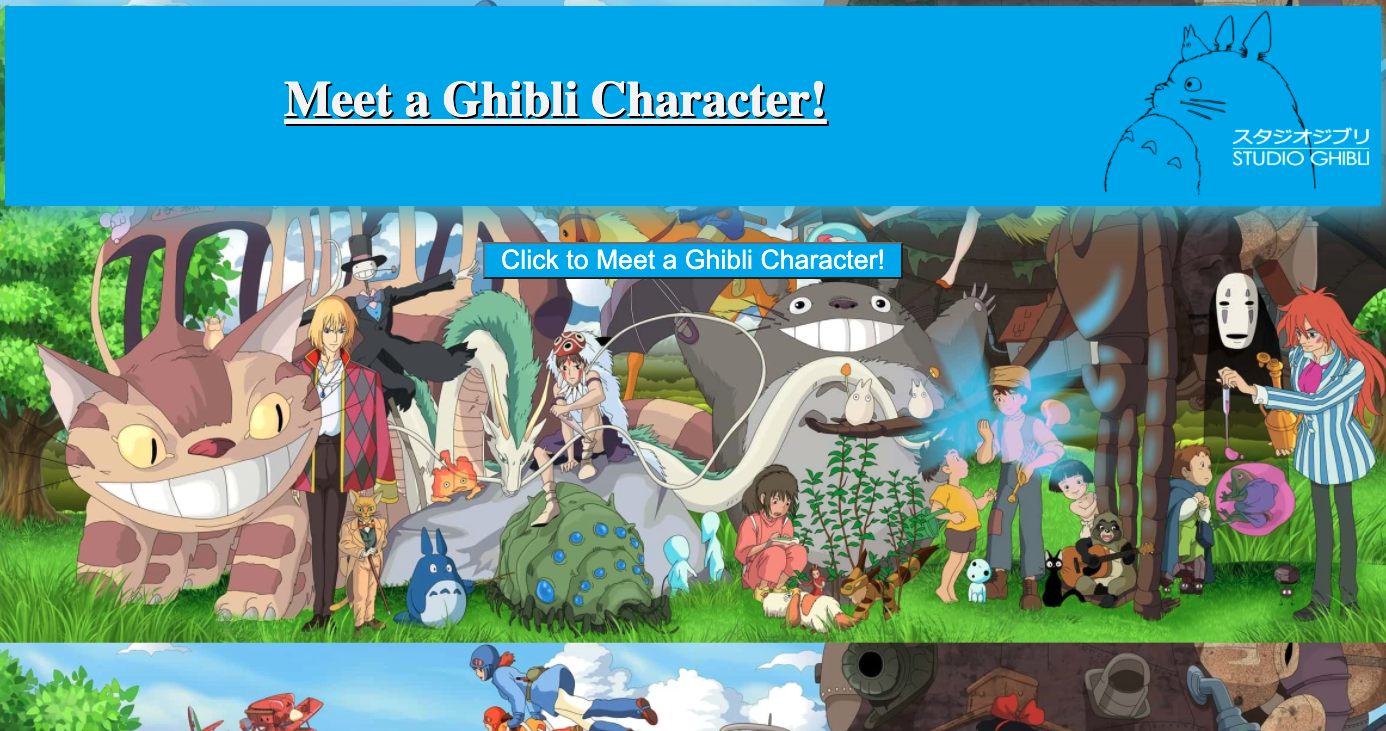 Meet a Ghibli Character!
スタジオジブリ
STUDIO GHIBLI
Click to Meet a Ghibli Character!